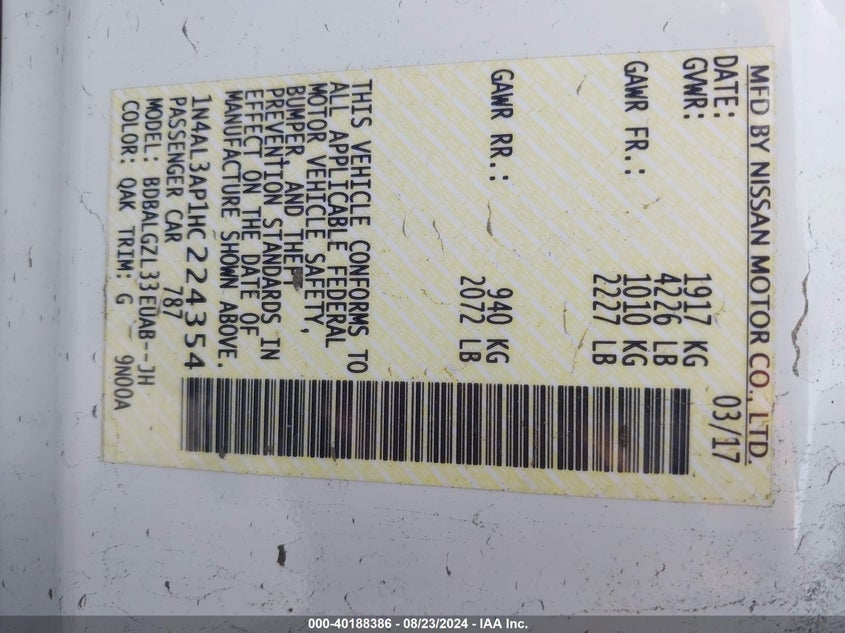 MFD BY NISSAN MOTOR CO., LTD.
DATE: 03/17
GVWR: 1917 KG
4226 LB
GAWR FR.: 1010 KG
2227 LB
GAWR RR.: 940 KG
2072 LB
THIS VEHICLE CONFORMS TO
ALL APPLICABLE FEDERAL
MOTOR VEHICLE SAFETY,
BUMPER AND THEFT
PREVENTION STANDARDS IN
EFFECT ON THE DATE OF
MANUFACTURE SHOWN ABOVE.
1N4AL3AP1HC224354
PASSENGER CAR 787
MODEL: BDBALGZL33EUAB--JH
COLOR: QAK TRIM: G 9N00A
000-40188386 - 08/23/2024 - IAA Inc.